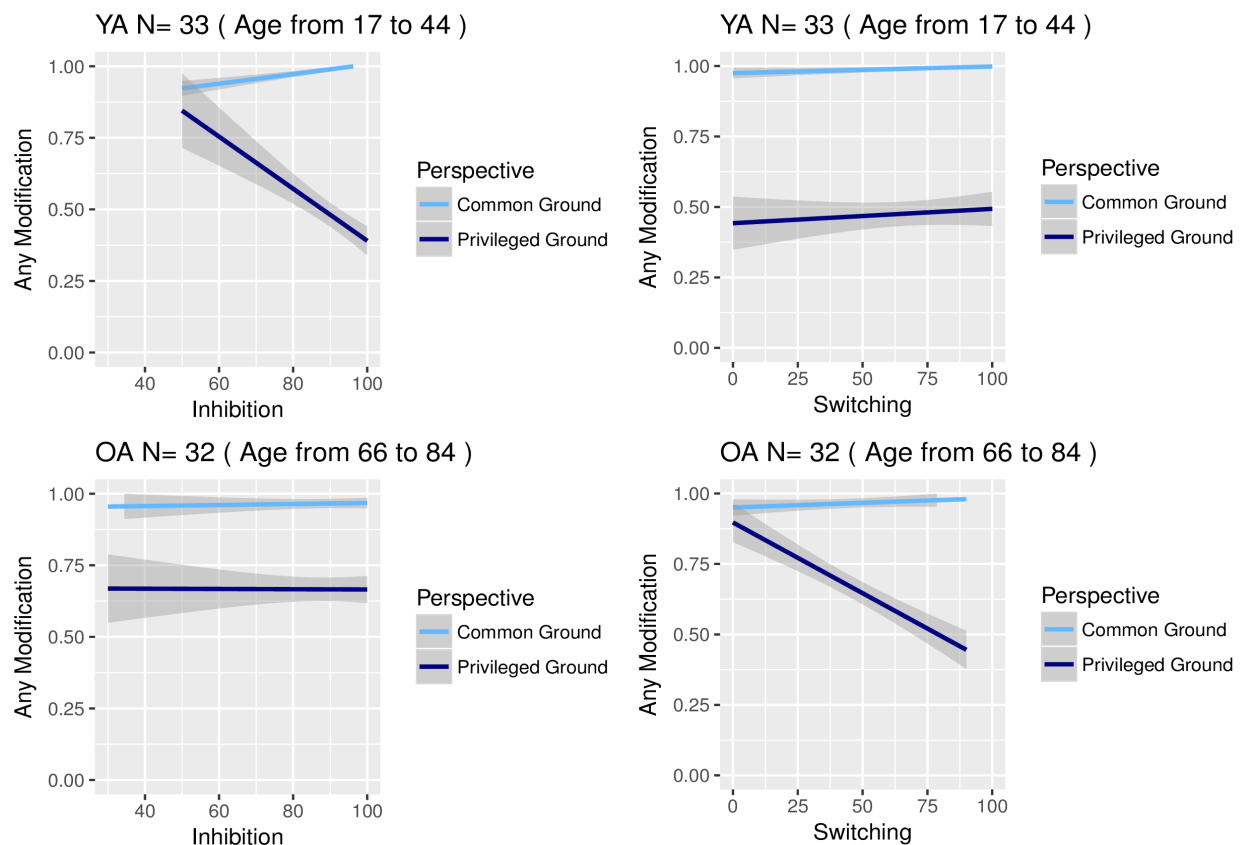 YA N= 33 ( Age from 17 to 44 )
Any Modification
1.00
0.75
0.50
0.25
0.00
40 60 80 100
Inhibition
Perspective
Common Ground
Privileged Ground
YA N= 33 ( Age from 17 to 44 )
Any Modification
1.00
0.75
0.50
0.25
0.00
0 25 50 75 100
Switching
Perspective
Common Ground
Privileged Ground
OA N= 32 ( Age from 66 to 84 )
Any Modification
1.00
0.75
0.50
0.25
0.00
40 60 80 100
Inhibition
Perspective
Common Ground
Privileged Ground
OA N= 32 ( Age from 66 to 84 )
Any Modification
1.00
0.75
0.50
0.25
0.00
0 25 50 75 100
Switching
Perspective
Common Ground
Privileged Ground